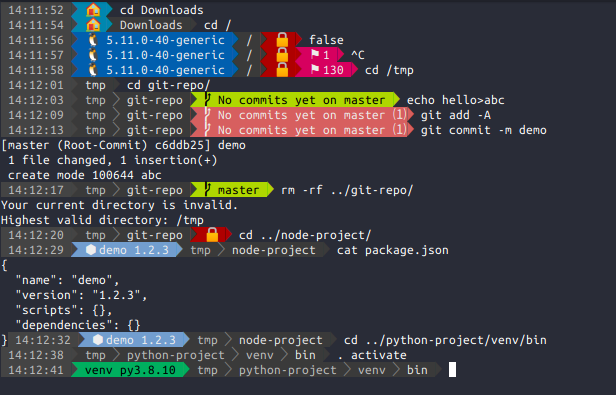 14:11:52 cd Downloads
14:11:54 Downloads cd /
14:11:56 5.11.0-40-generic / false
14:11:57 5.11.0-40-generic / 1 ^C
14:11:58 5.11.0-40-generic / 130 cd /tmp
14:12:01 tmp cd git-repo/
14:12:03 tmp git-repo No commits yet on master echo hello>abc
14:12:09 tmp git-repo No commits yet on master (1) git add -A
14:12:13 tmp git-repo No commits yet on master (1) git commit -m demo
[master (Root-Commit) c6ddb25] demo
1 file changed, 1 insertion(+)
create mode 100644 abc
14:12:17 tmp git-repo master rm -rf ../git-repo/
Your current directory is invalid.
Highest valid directory: /tmp
14:12:20 tmp git-repo cd ../node-project/
14:12:29 demo 1.2.3 tmp node-project cat package.json
{
"name": "demo",
"version": "1.2.3",
"scripts": {},
"dependencies": {}
}14:12:32 demo 1.2.3 tmp node-project cd ../python-project/venv/bin
14:12:38 tmp python-project venv bin . activate
14:12:41 venv py3.8.10 tmp python-project venv bin